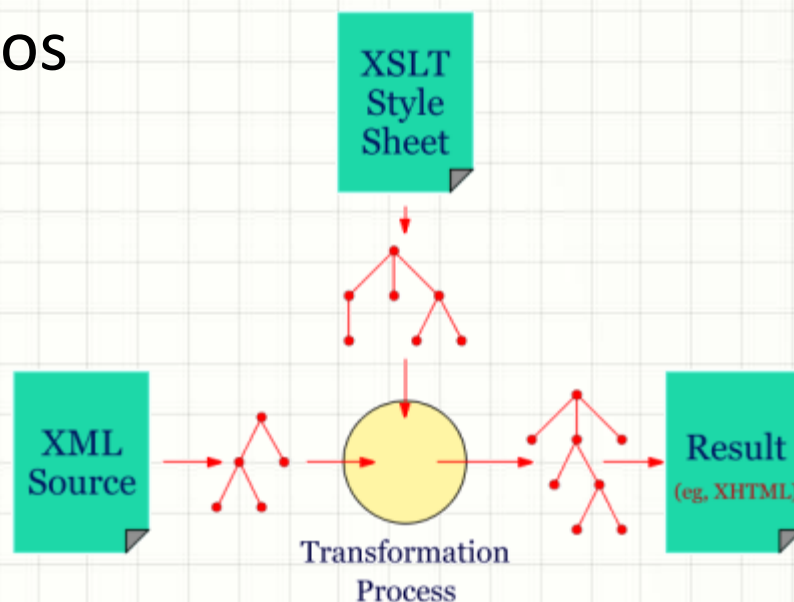 os
XSLT
Style
Sheet
XML
Source
Result
(eg, XHTML)
Transformation
Process